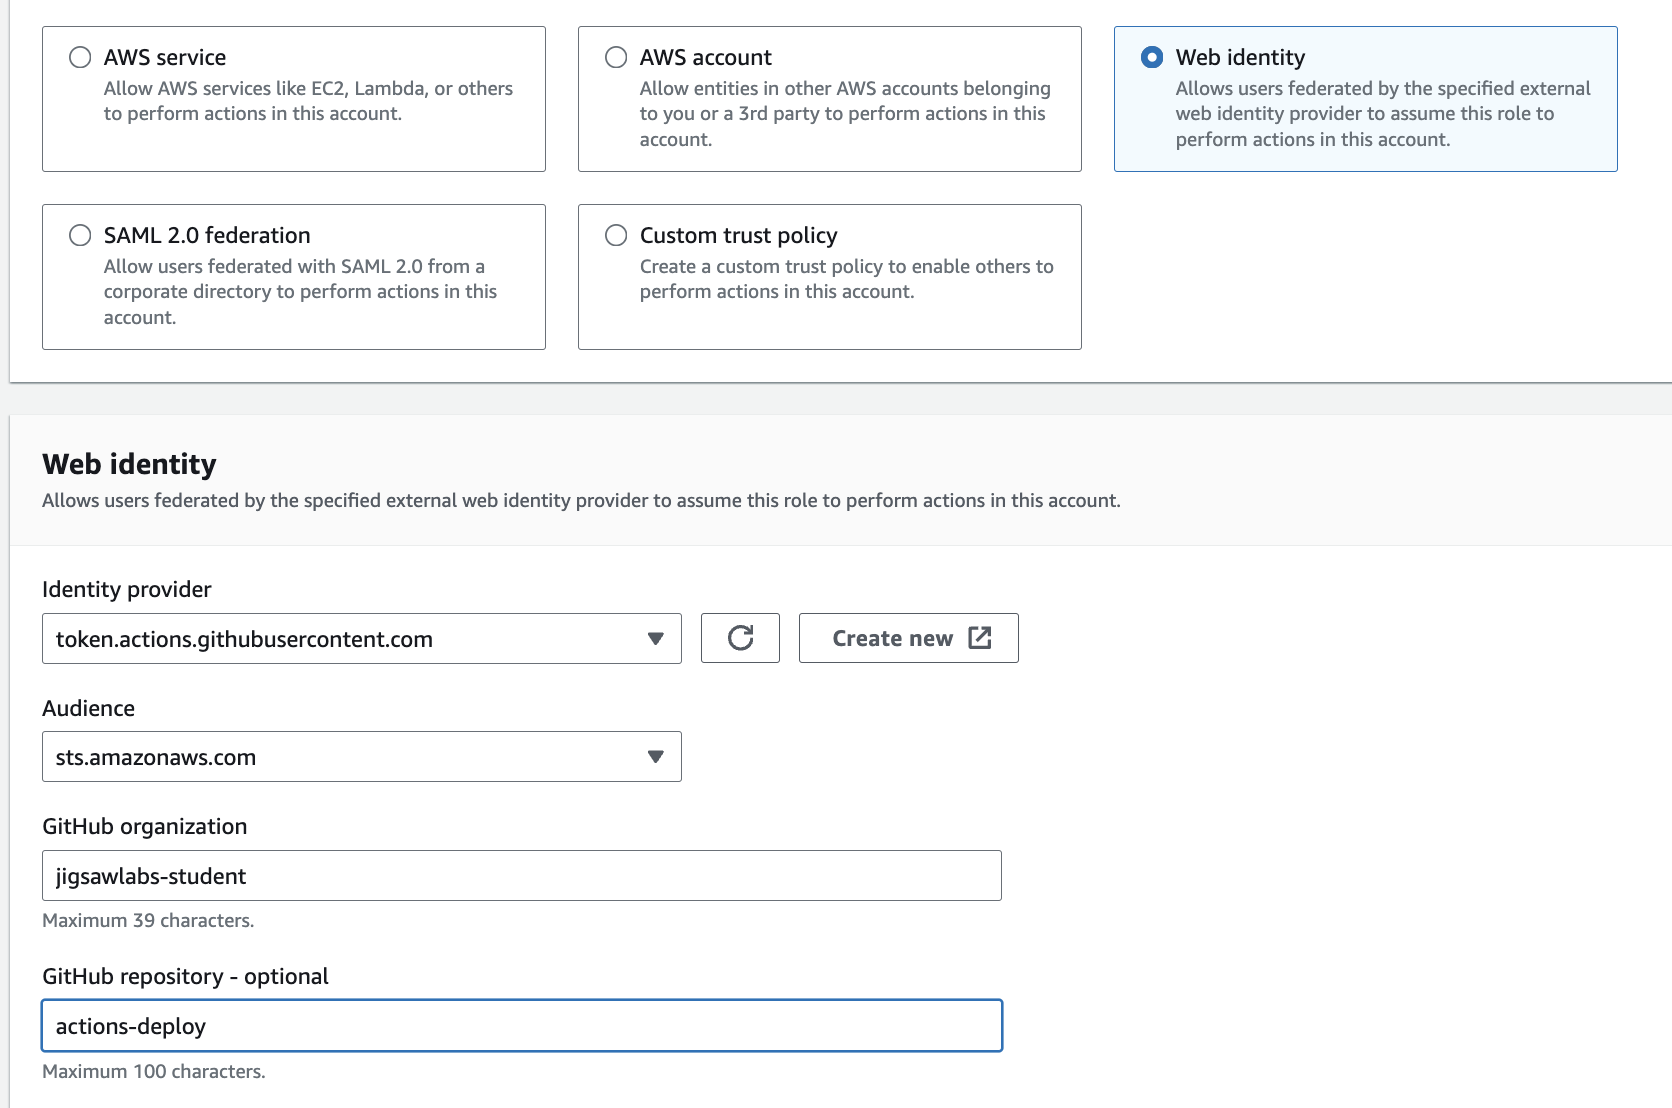 AWS service
Allow AWS services like EC2, Lambda, or others
to perform actions in this account.
AWS account
Allow entities in other AWS accounts belonging
to you or a 3rd party to perform actions in this
account.
Web identity
Allows users federated by the specified external
web identity provider to assume this role to
perform actions in this account.
SAML 2.0 federation
Allow users federated with SAML 2.0 from a
corporate directory to perform actions in this
account.
Custom trust policy
Create a custom trust policy to enable others to
perform actions in this account.
Web identity
Allows users federated by the specified external web identity provider to assume this role to perform actions in this account.
Identity provider
token.actions.githubusercontent.com
Create new
Audience
sts.amazonaws.com
GitHub organization
jigsawlabs-student
Maximum 39 characters.
GitHub repository - optional
actions-deploy
Maximum 100 characters.